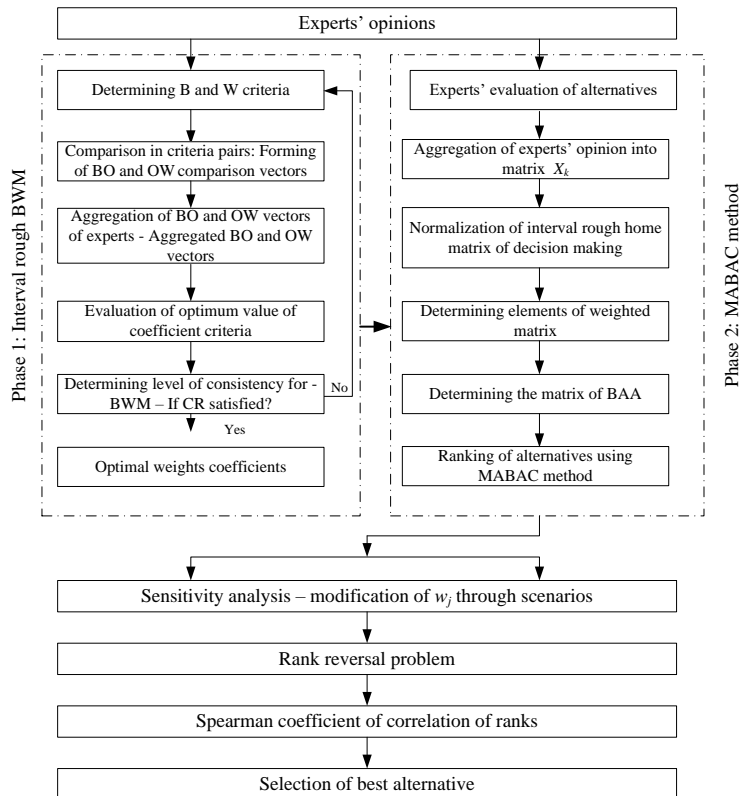 Experts' opinions
Phase 1: Interval rough BWM
Determining B and W criteria
Comparison in criteria pairs: Forming
of BO and OW comparison vectors
Aggregation of BO and OW vectors
of experts - Aggregated BO and OW
vectors
Evaluation of optimum value of
coefficient criteria
Determining level of consistency for -
BWM – If CR satisfied?
No
Yes
Optimal weights coefficients
Phase 2: MABAC method
Experts' evaluation of alternatives
Aggregation of experts' opinion into
matrix Xk
Normalization of interval rough home
matrix of decision making
Determining elements of weighted
matrix
Determining the matrix of BAA
Ranking of alternatives using
MABAC method
Sensitivity analysis – modification of wj through scenarios
Rank reversal problem
Spearman coefficient of correlation of ranks
Selection of best alternative